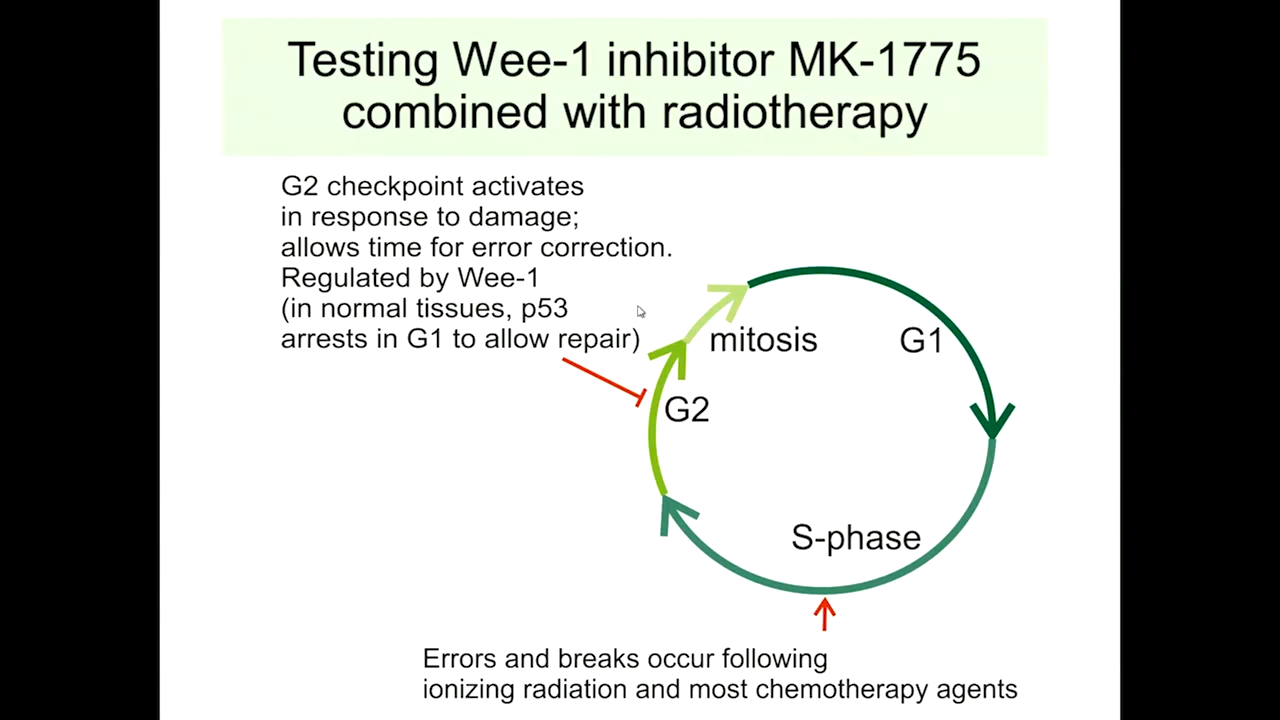 Testing Wee-1 inhibitor MK-1775
combined with radiotherapy
G2 checkpoint activates
in response to damage;
allows time for error correction.
Regulated by Wee-1
(in normal tissues, p53
arrests in G1 to allow repair)
mitosis
G1
G2
S-phase
Errors and breaks occur following
ionizing radiation and most chemotherapy agents